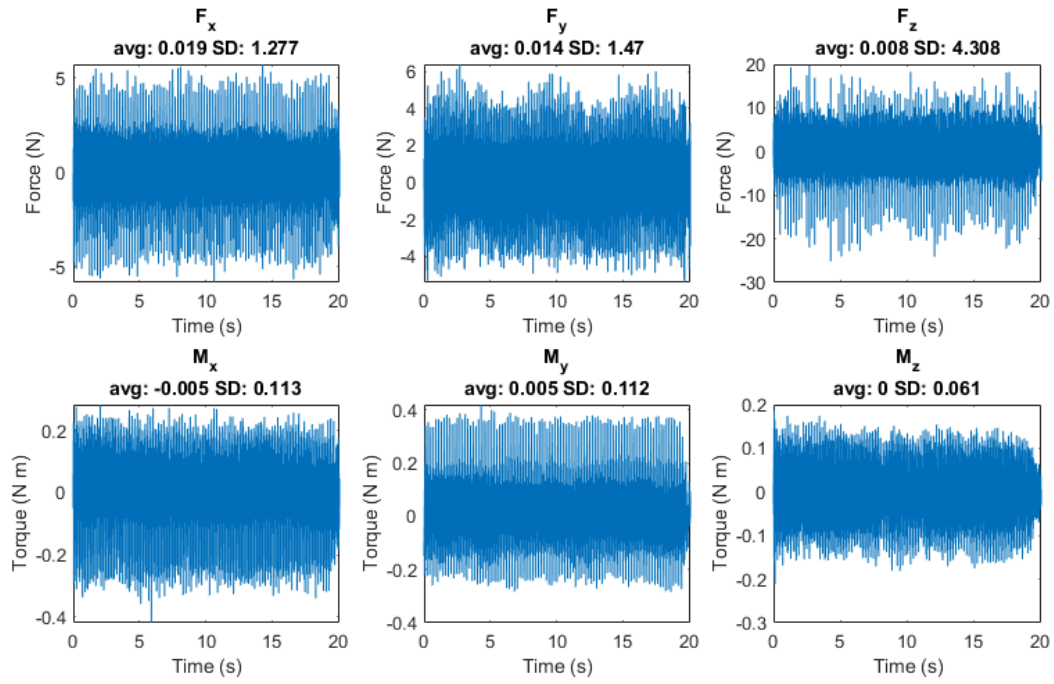 F_x
avg: 0.019 SD: 1.277
Force (N)
5
0
-5
0 5 10 15 20
Time (s)
F_y
avg: 0.014 SD: 1.47
Force (N)
6
4
2
0
-2
-4
0 5 10 15 20
Time (s)
F_z
avg: 0.008 SD: 4.308
Force (N)
20
10
0
-10
-20
-30
0 5 10 15 20
Time (s)
M_x
avg: -0.005 SD: 0.113
Torque (N m)
0.2
0
-0.2
-0.4
0 5 10 15 20
Time (s)
M_y
avg: 0.005 SD: 0.112
Torque (N m)
0.4
0.2
0
-0.2
-0.4
0 5 10 15 20
Time (s)
M_z
avg: 0 SD: 0.061
Torque (N m)
0.2
0.1
0
-0.1
-0.2
-0.3
0 5 10 15 20
Time (s)